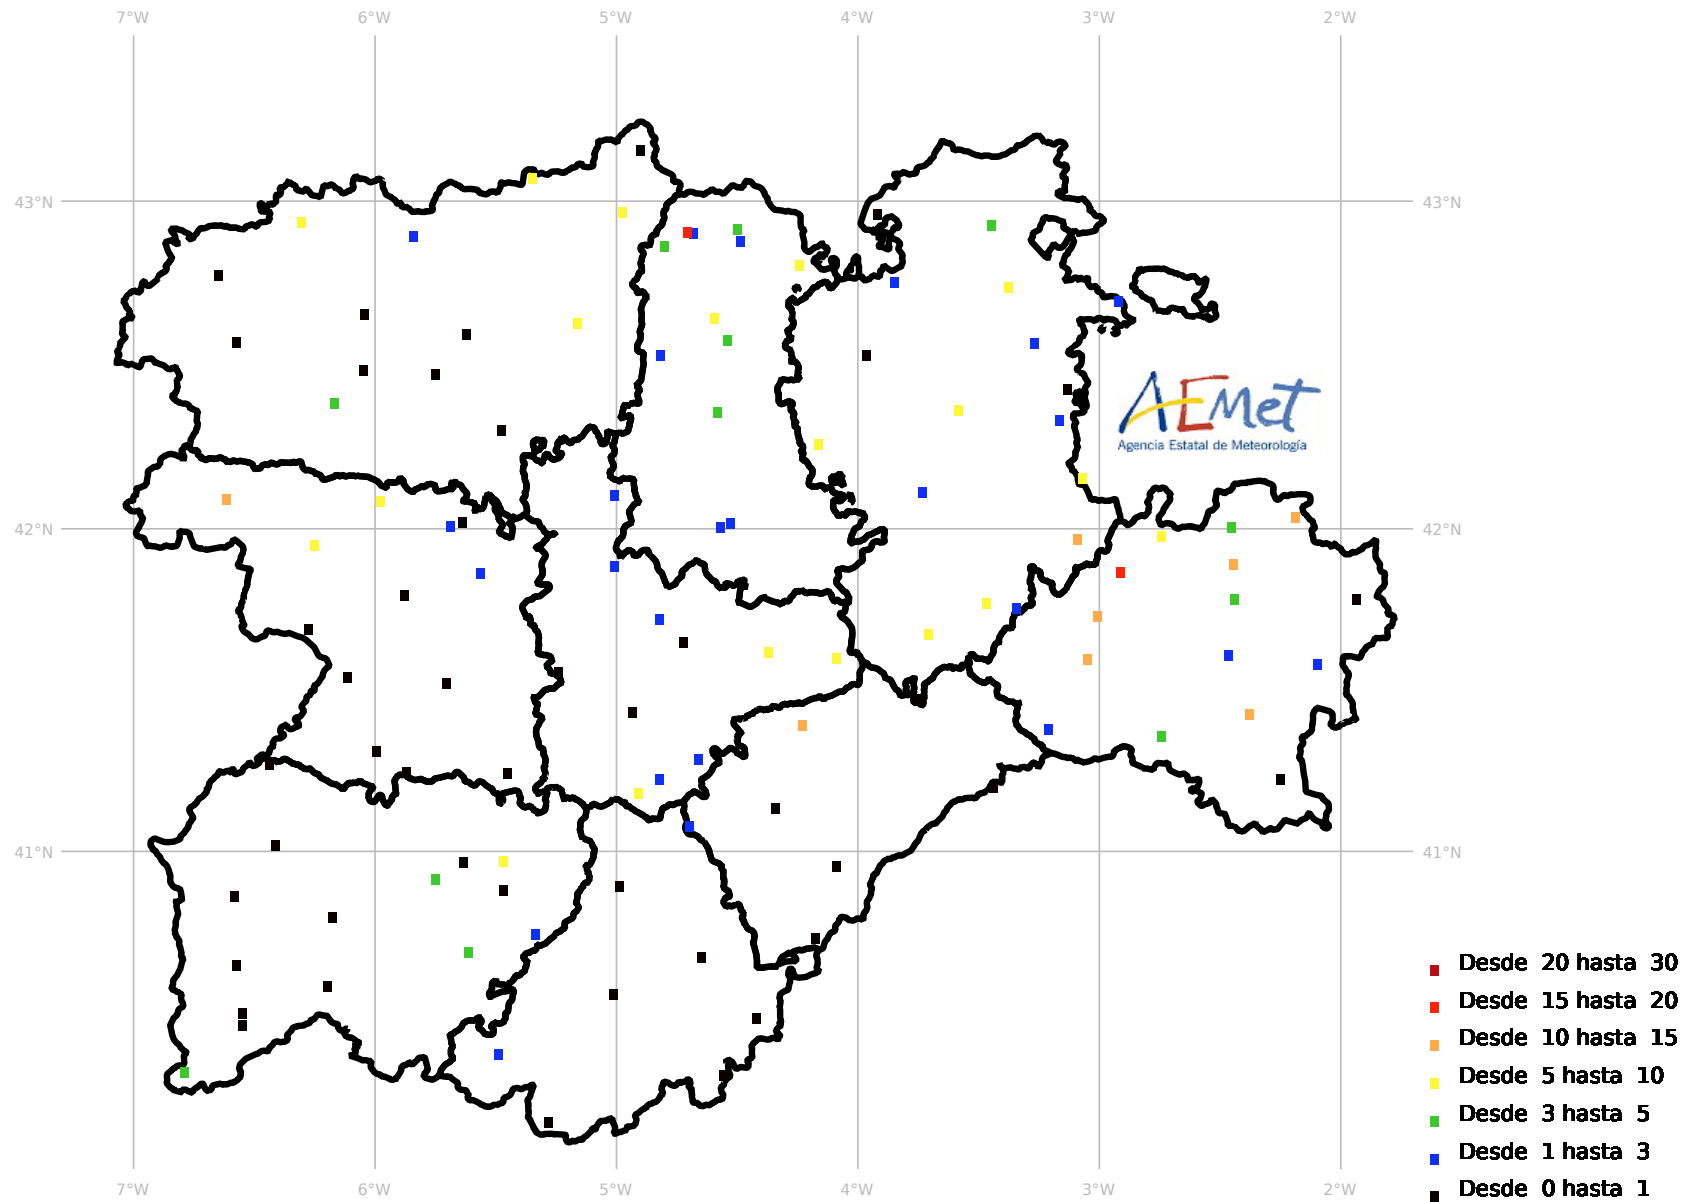 7°W 6°W 5°W 4°W 3°W 2°W
43°N 43°N
AEMet
Agencia Estatal de Meteorología
42°N 42°N
41°N 41°N
Desde 20 hasta 30
Desde 15 hasta 20
Desde 10 hasta 15
Desde 5 hasta 10
Desde 3 hasta 5
Desde 1 hasta 3
Desde 0 hasta 1
7°W 6°W 5°W 4°W 3°W 2°W